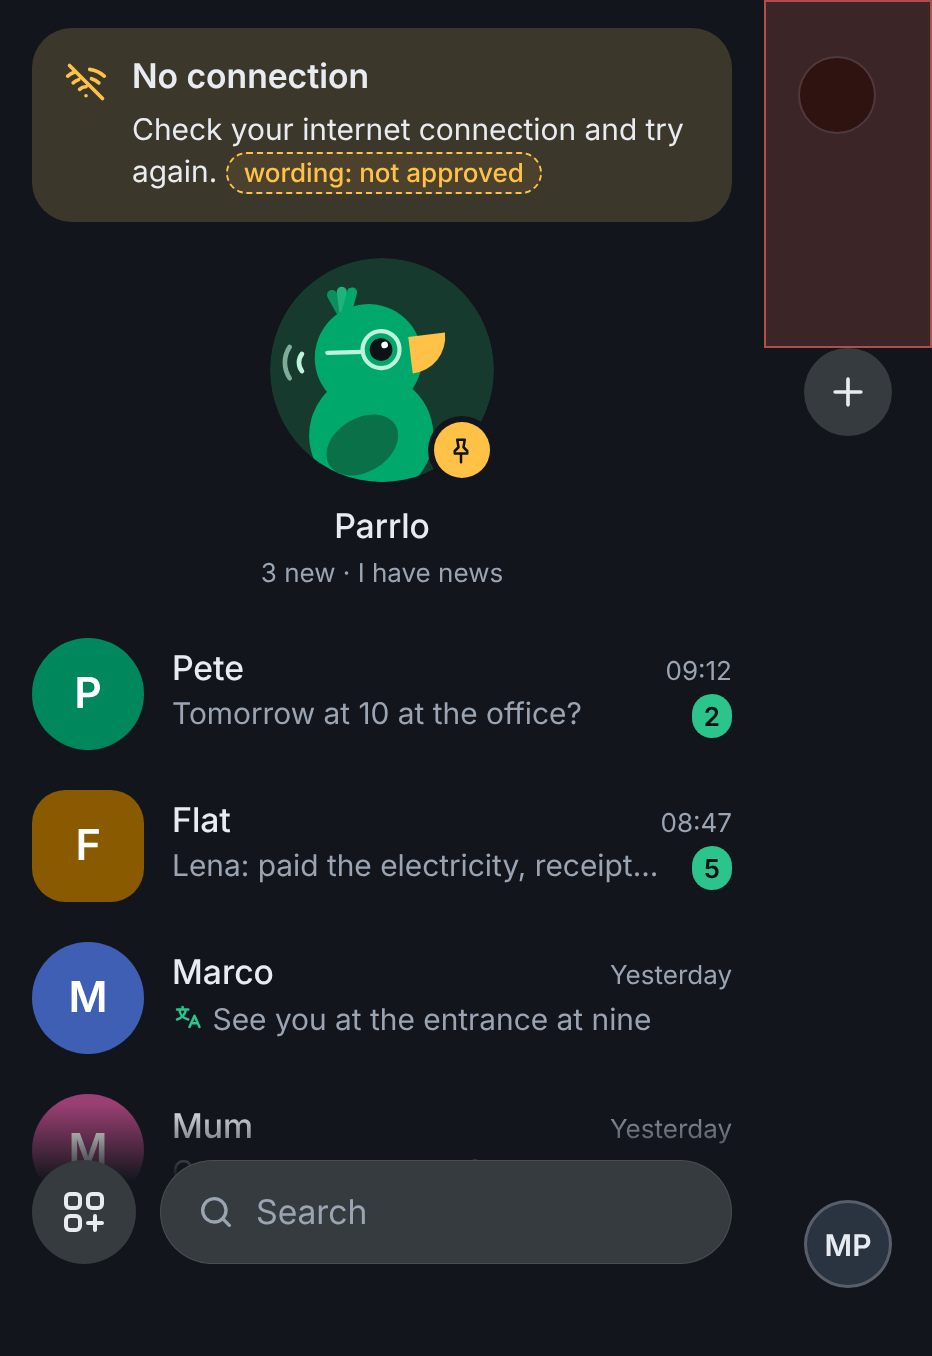 No connection
Check your internet connection and try
again. wording: not approved
Parrlo
3 new · I have news
P
Pete
09:12
Tomorrow at 10 at the office?
2
F
Flat
08:47
Lena: paid the electricity, receipt...
5
M
Marco
Yesterday
See you at the entrance at nine
M
Mum
Yesterday
Search
MP